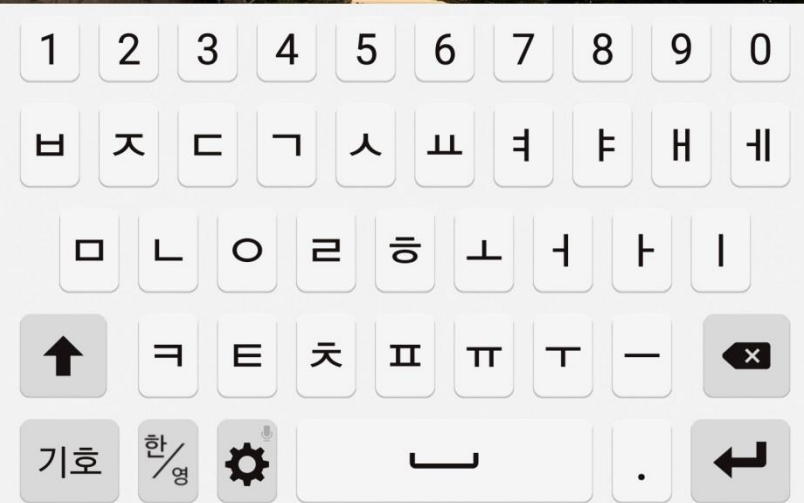 1 2 3 4 5 6 7 8 9 0
ㅂ ㅈ ㄷ ㄱ ㅅ ㅛ ㅕ ㅑ ㅐ ㅔ
ㅁ ㄴ ㅇ ㄹ ㅎ ㅗ ㅓ ㅏ ㅣ
ㅋ ㅌ ㅊ ㅍ ㅠ ㅜ ㅡ
기호 한/영 .